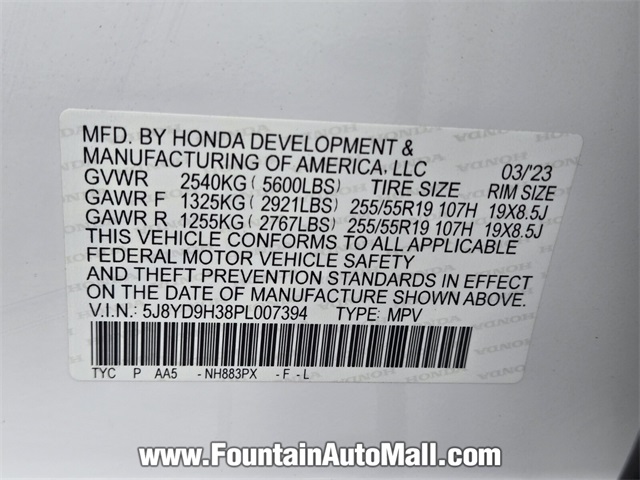 MFD. BY HONDA DEVELOPMENT &
MANUFACTURING OF AMERICA, LLC 03/'23
GVWR 2540KG ( 5600LBS) TIRE SIZE RIM SIZE
GAWR F 1325KG ( 2921LBS) 255/55R19 107H 19X8.5J
GAWR R 1255KG ( 2767LBS) 255/55R19 107H 19X8.5J
THIS VEHICLE CONFORMS TO ALL APPLICABLE
FEDERAL MOTOR VEHICLE SAFETY
AND THEFT PREVENTION STANDARDS IN EFFECT
ON THE DATE OF MANUFACTURE SHOWN ABOVE.
V.I.N.: 5J8YD9H38PL007394 TYPE: MPV
TYC P AA5 - NH883PX - F - L
www.FountainAutoMall.com